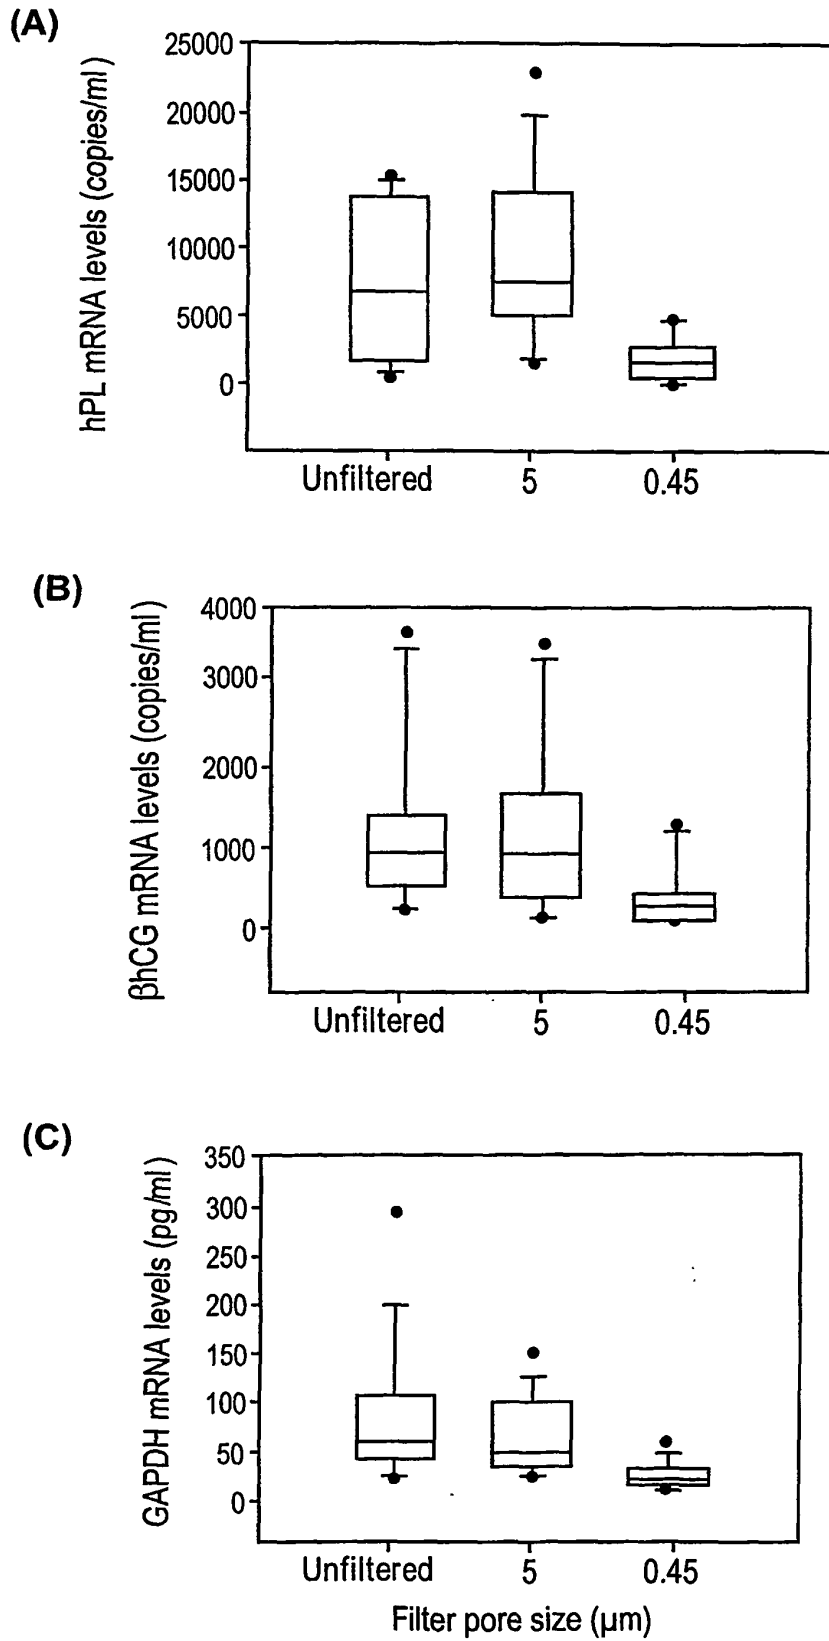 (A)
hPL mRNA levels (copies/ml)
25000
20000
15000
10000
5000
0
Unfiltered 5 0.45
(B)
βhCG mRNA levels (copies/ml)
4000
3000
2000
1000
0
Unfiltered 5 0.45
(C)
GAPDH mRNA levels (pg/ml)
350
300
250
200
150
100
50
0
Unfiltered 5 0.45
Filter pore size (µm)